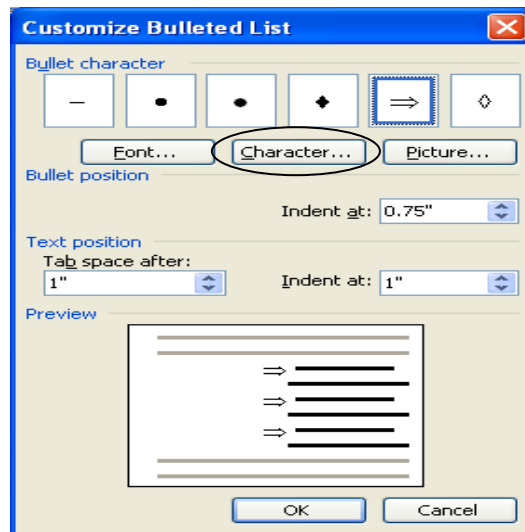 Customize Bulleted List
Bullet character
Font... Character... Picture...
Bullet position
Indent at: 0.75"
Text position
Tab space after:
1" Indent at: 1"
Preview
OK Cancel